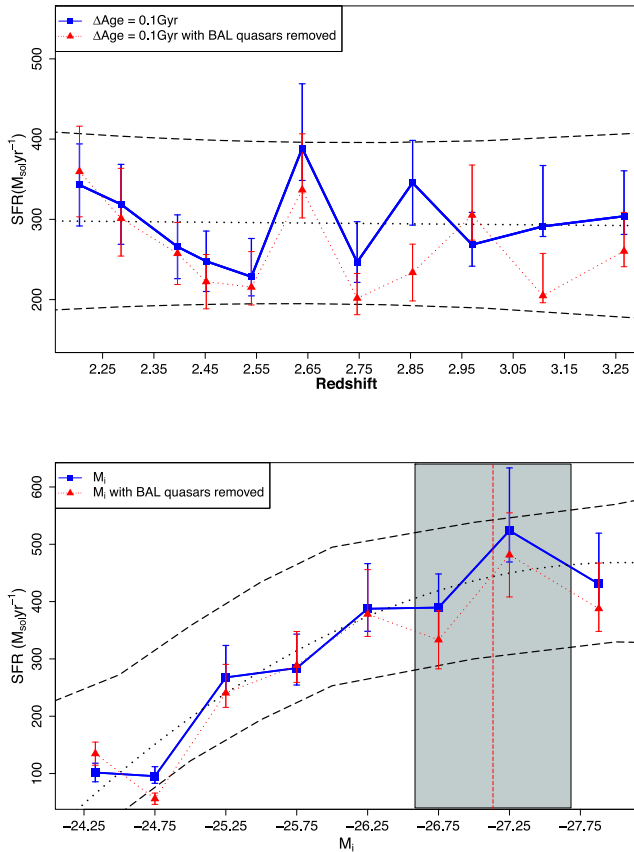 ΔAge = 0.1Gyr
ΔAge = 0.1Gyr with BAL quasars removed
SFR(M_sol yr⁻¹)
500
400
300
200
2.25 2.35 2.45 2.55 2.65 2.75 2.85 2.95 3.05 3.15 3.25
Redshift
M_i
M_i with BAL quasars removed
SFR (M_sol yr⁻¹)
600
500
400
300
200
100
−24.25 −24.75 −25.25 −25.75 −26.25 −26.75 −27.25 −27.75
M_i